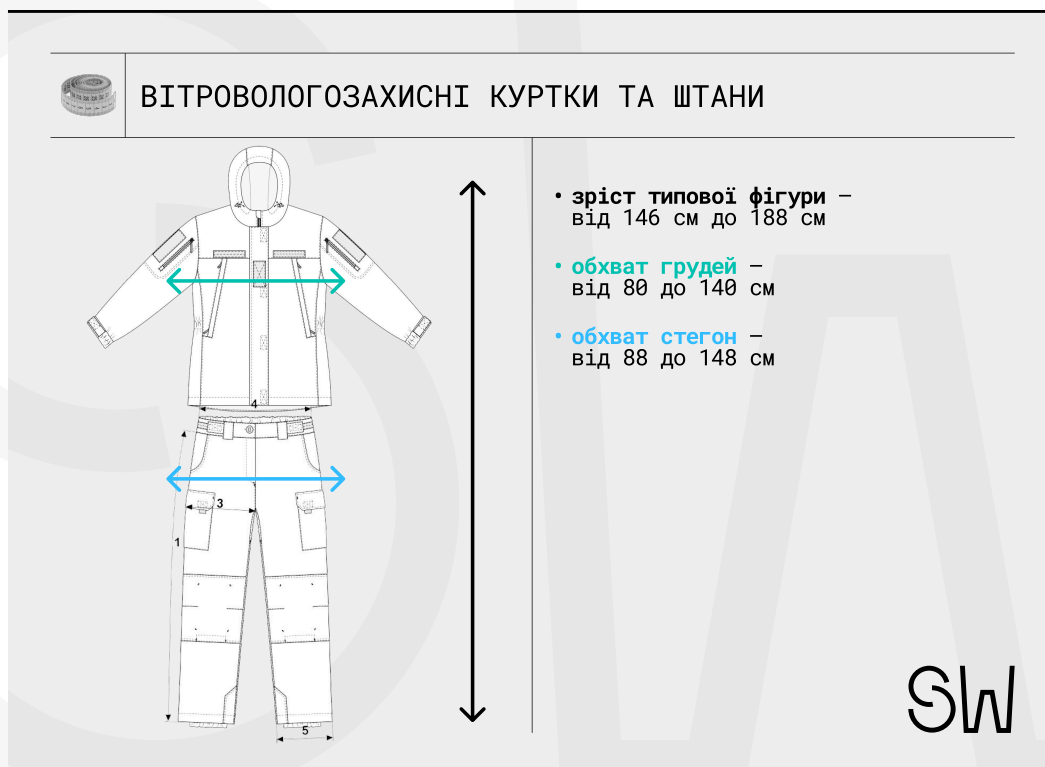 ВІТРОВОЛОГОЗАХИСНІ КУРТКИ ТА ШТАНИ
• зріст типової фігури –
від 146 см до 188 см
• обхват грудей –
від 80 до 140 см
• обхват стегон –
від 88 до 148 см
4
3
1
5
SW